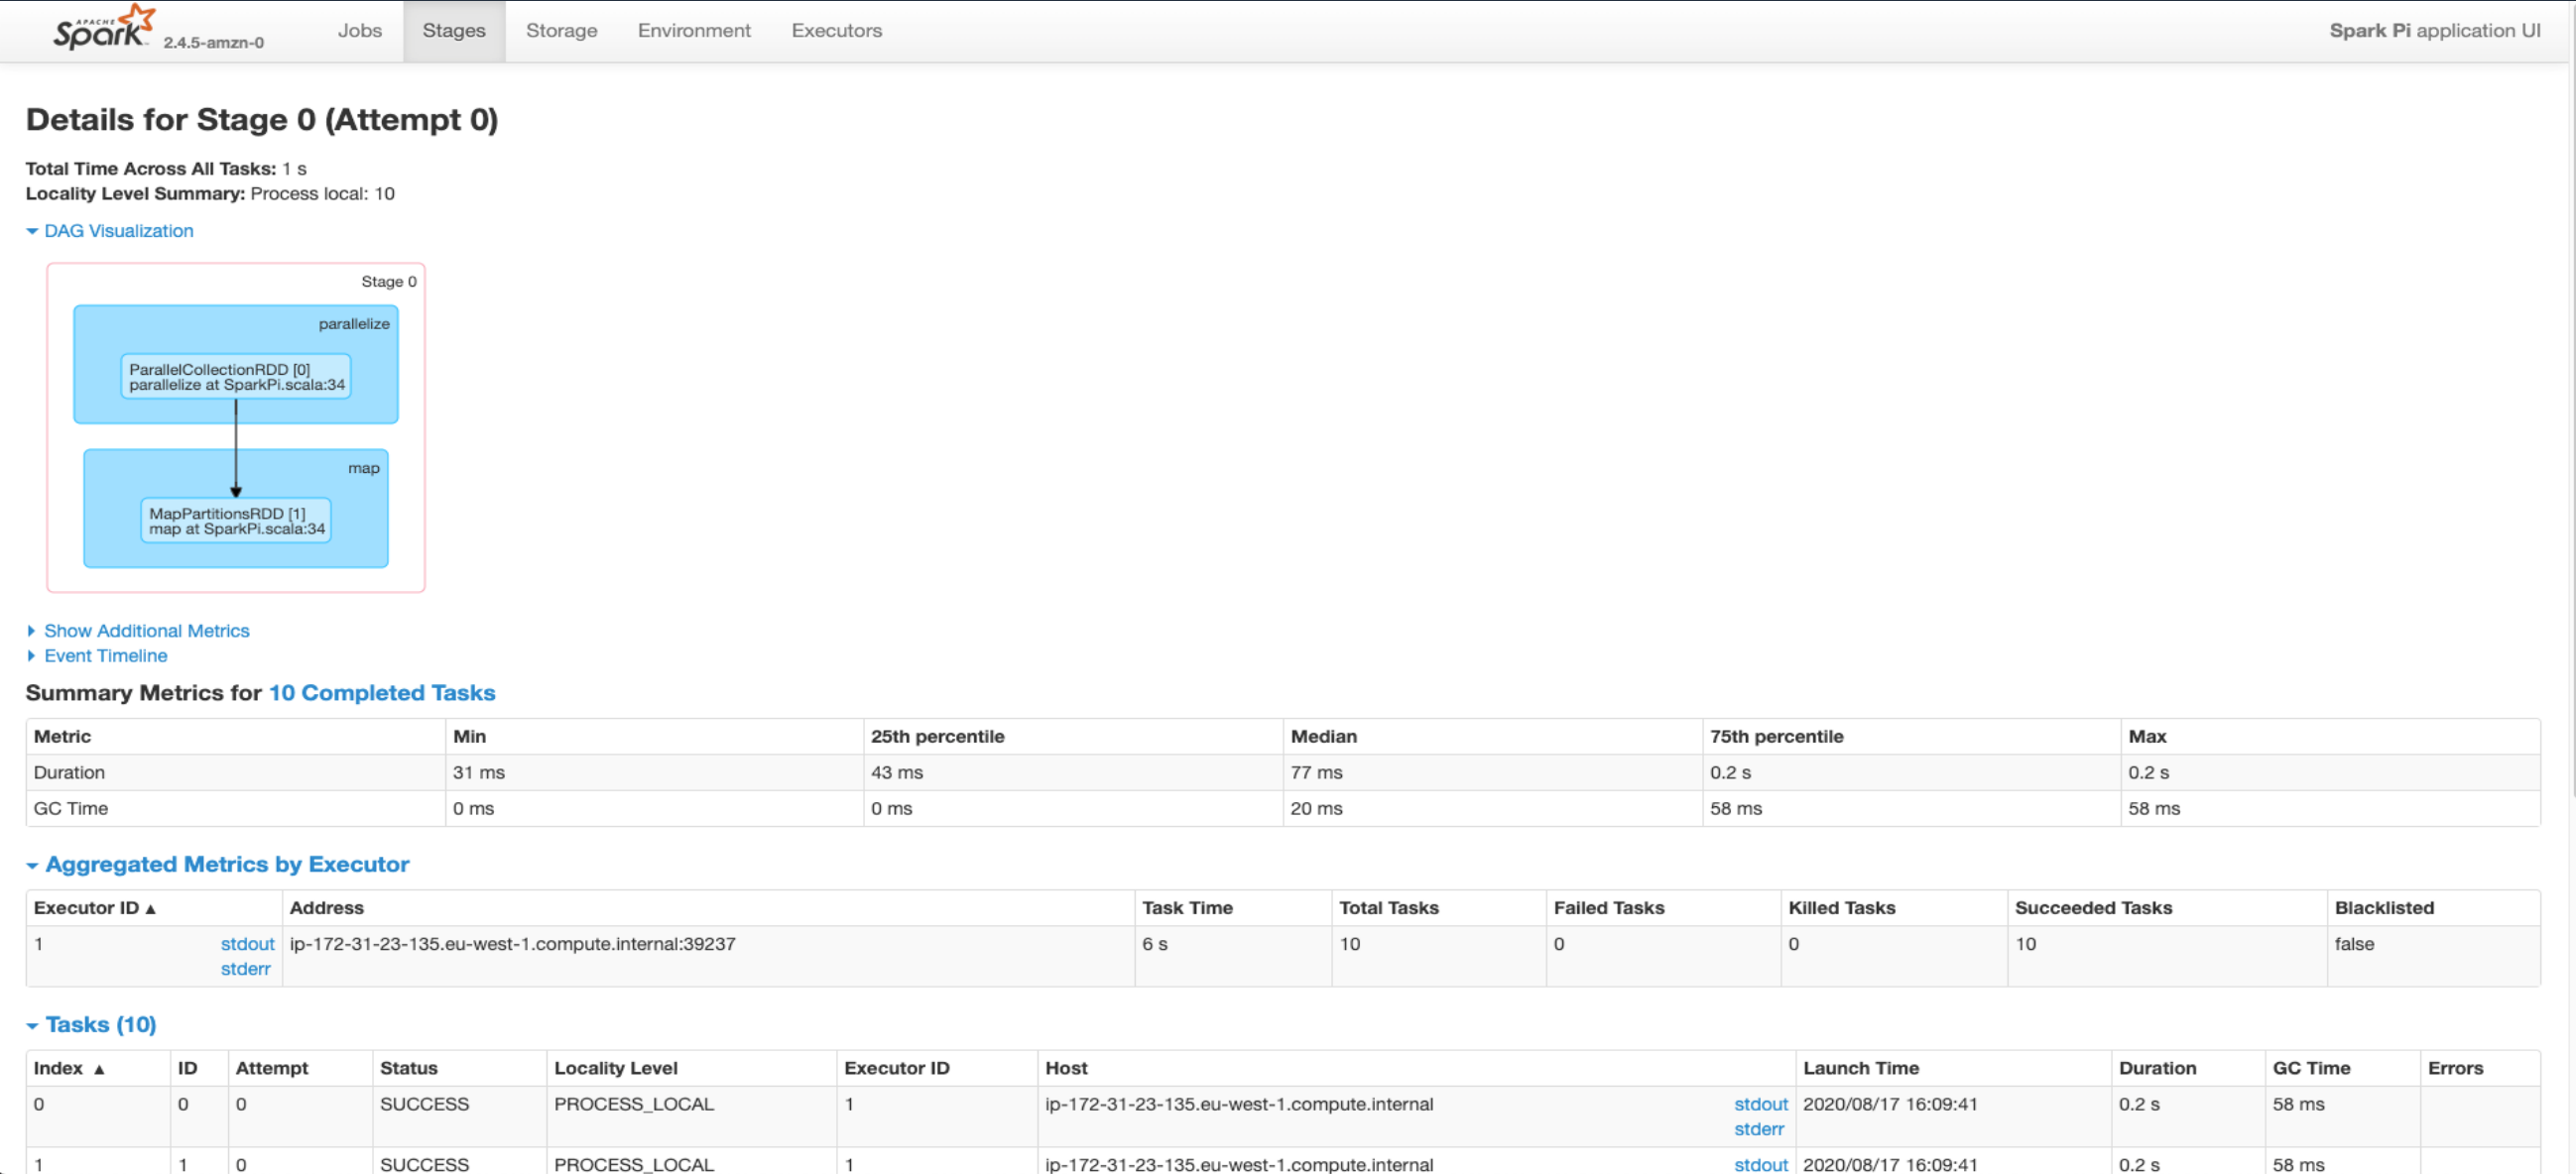 APACHE
Spark 2.4.5-amzn-0 Jobs Stages Storage Environment Executors Spark Pi application UI
Details for Stage 0 (Attempt 0)
Total Time Across All Tasks: 1 s
Locality Level Summary: Process local: 10
DAG Visualization
Stage 0
parallelize
ParallelCollectionRDD [0]
parallelize at SparkPi.scala:34
map
MapPartitionsRDD [1]
map at SparkPi.scala:34
Show Additional Metrics
Event Timeline
Summary Metrics for 10 Completed Tasks
Metric Min 25th percentile Median 75th percentile Max
Duration 31 ms 43 ms 77 ms 0.2 s 0.2 s
GC Time 0 ms 0 ms 20 ms 58 ms 58 ms
Aggregated Metrics by Executor
Executor ID ▲ Address Task Time Total Tasks Failed Tasks Killed Tasks Succeeded Tasks Blacklisted
1 stdout ip-172-31-23-135.eu-west-1.compute.internal:39237 6 s 10 0 0 10 false
stderr
Tasks (10)
Index ▲ ID Attempt Status Locality Level Executor ID Host Launch Time Duration GC Time Errors
0 0 0 SUCCESS PROCESS_LOCAL 1 ip-172-31-23-135.eu-west-1.compute.internal stdout 2020/08/17 16:09:41 0.2 s 58 ms
stderr
1 1 0 SUCCESS PROCESS_LOCAL 1 ip-172-31-23-135.eu-west-1.compute.internal stdout 2020/08/17 16:09:41 0.2 s 58 ms